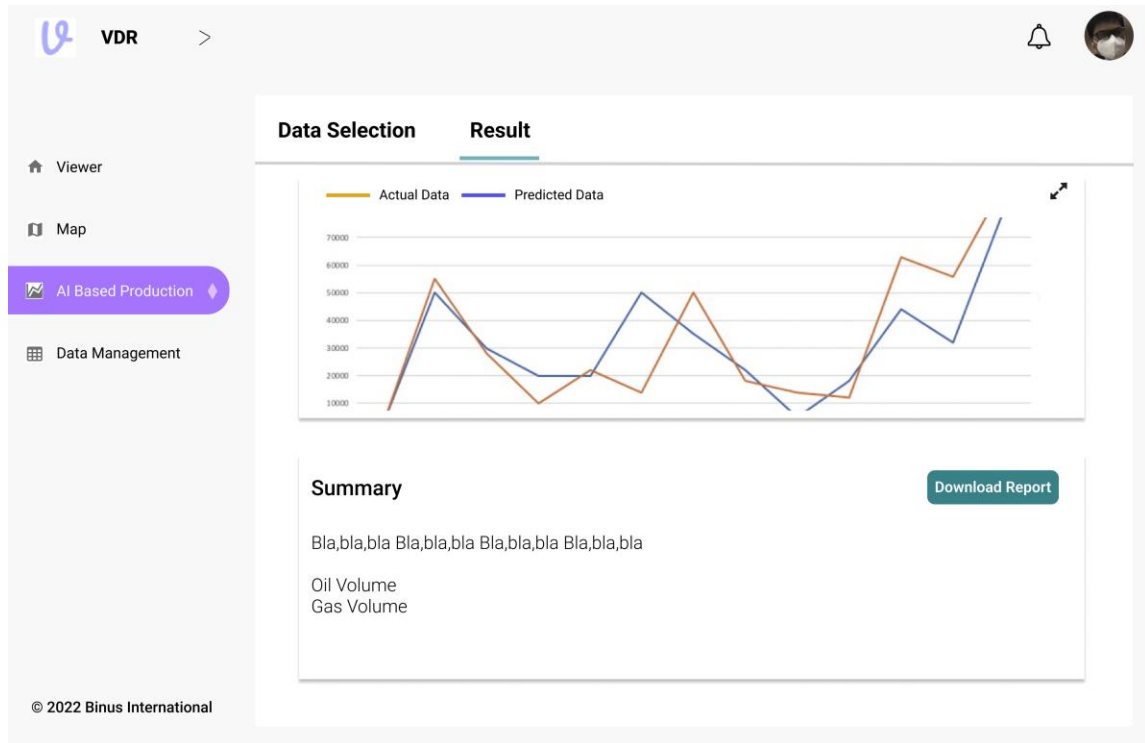 VDR >
Data Selection Result
Viewer
Map
AI Based Production
Data Management
Actual Data Predicted Data
70000
60000
50000
40000
30000
20000
10000
Summary
Download Report
Bla,bla,bla Bla,bla,bla Bla,bla,bla Bla,bla,bla
Oil Volume
Gas Volume
© 2022 Binus International